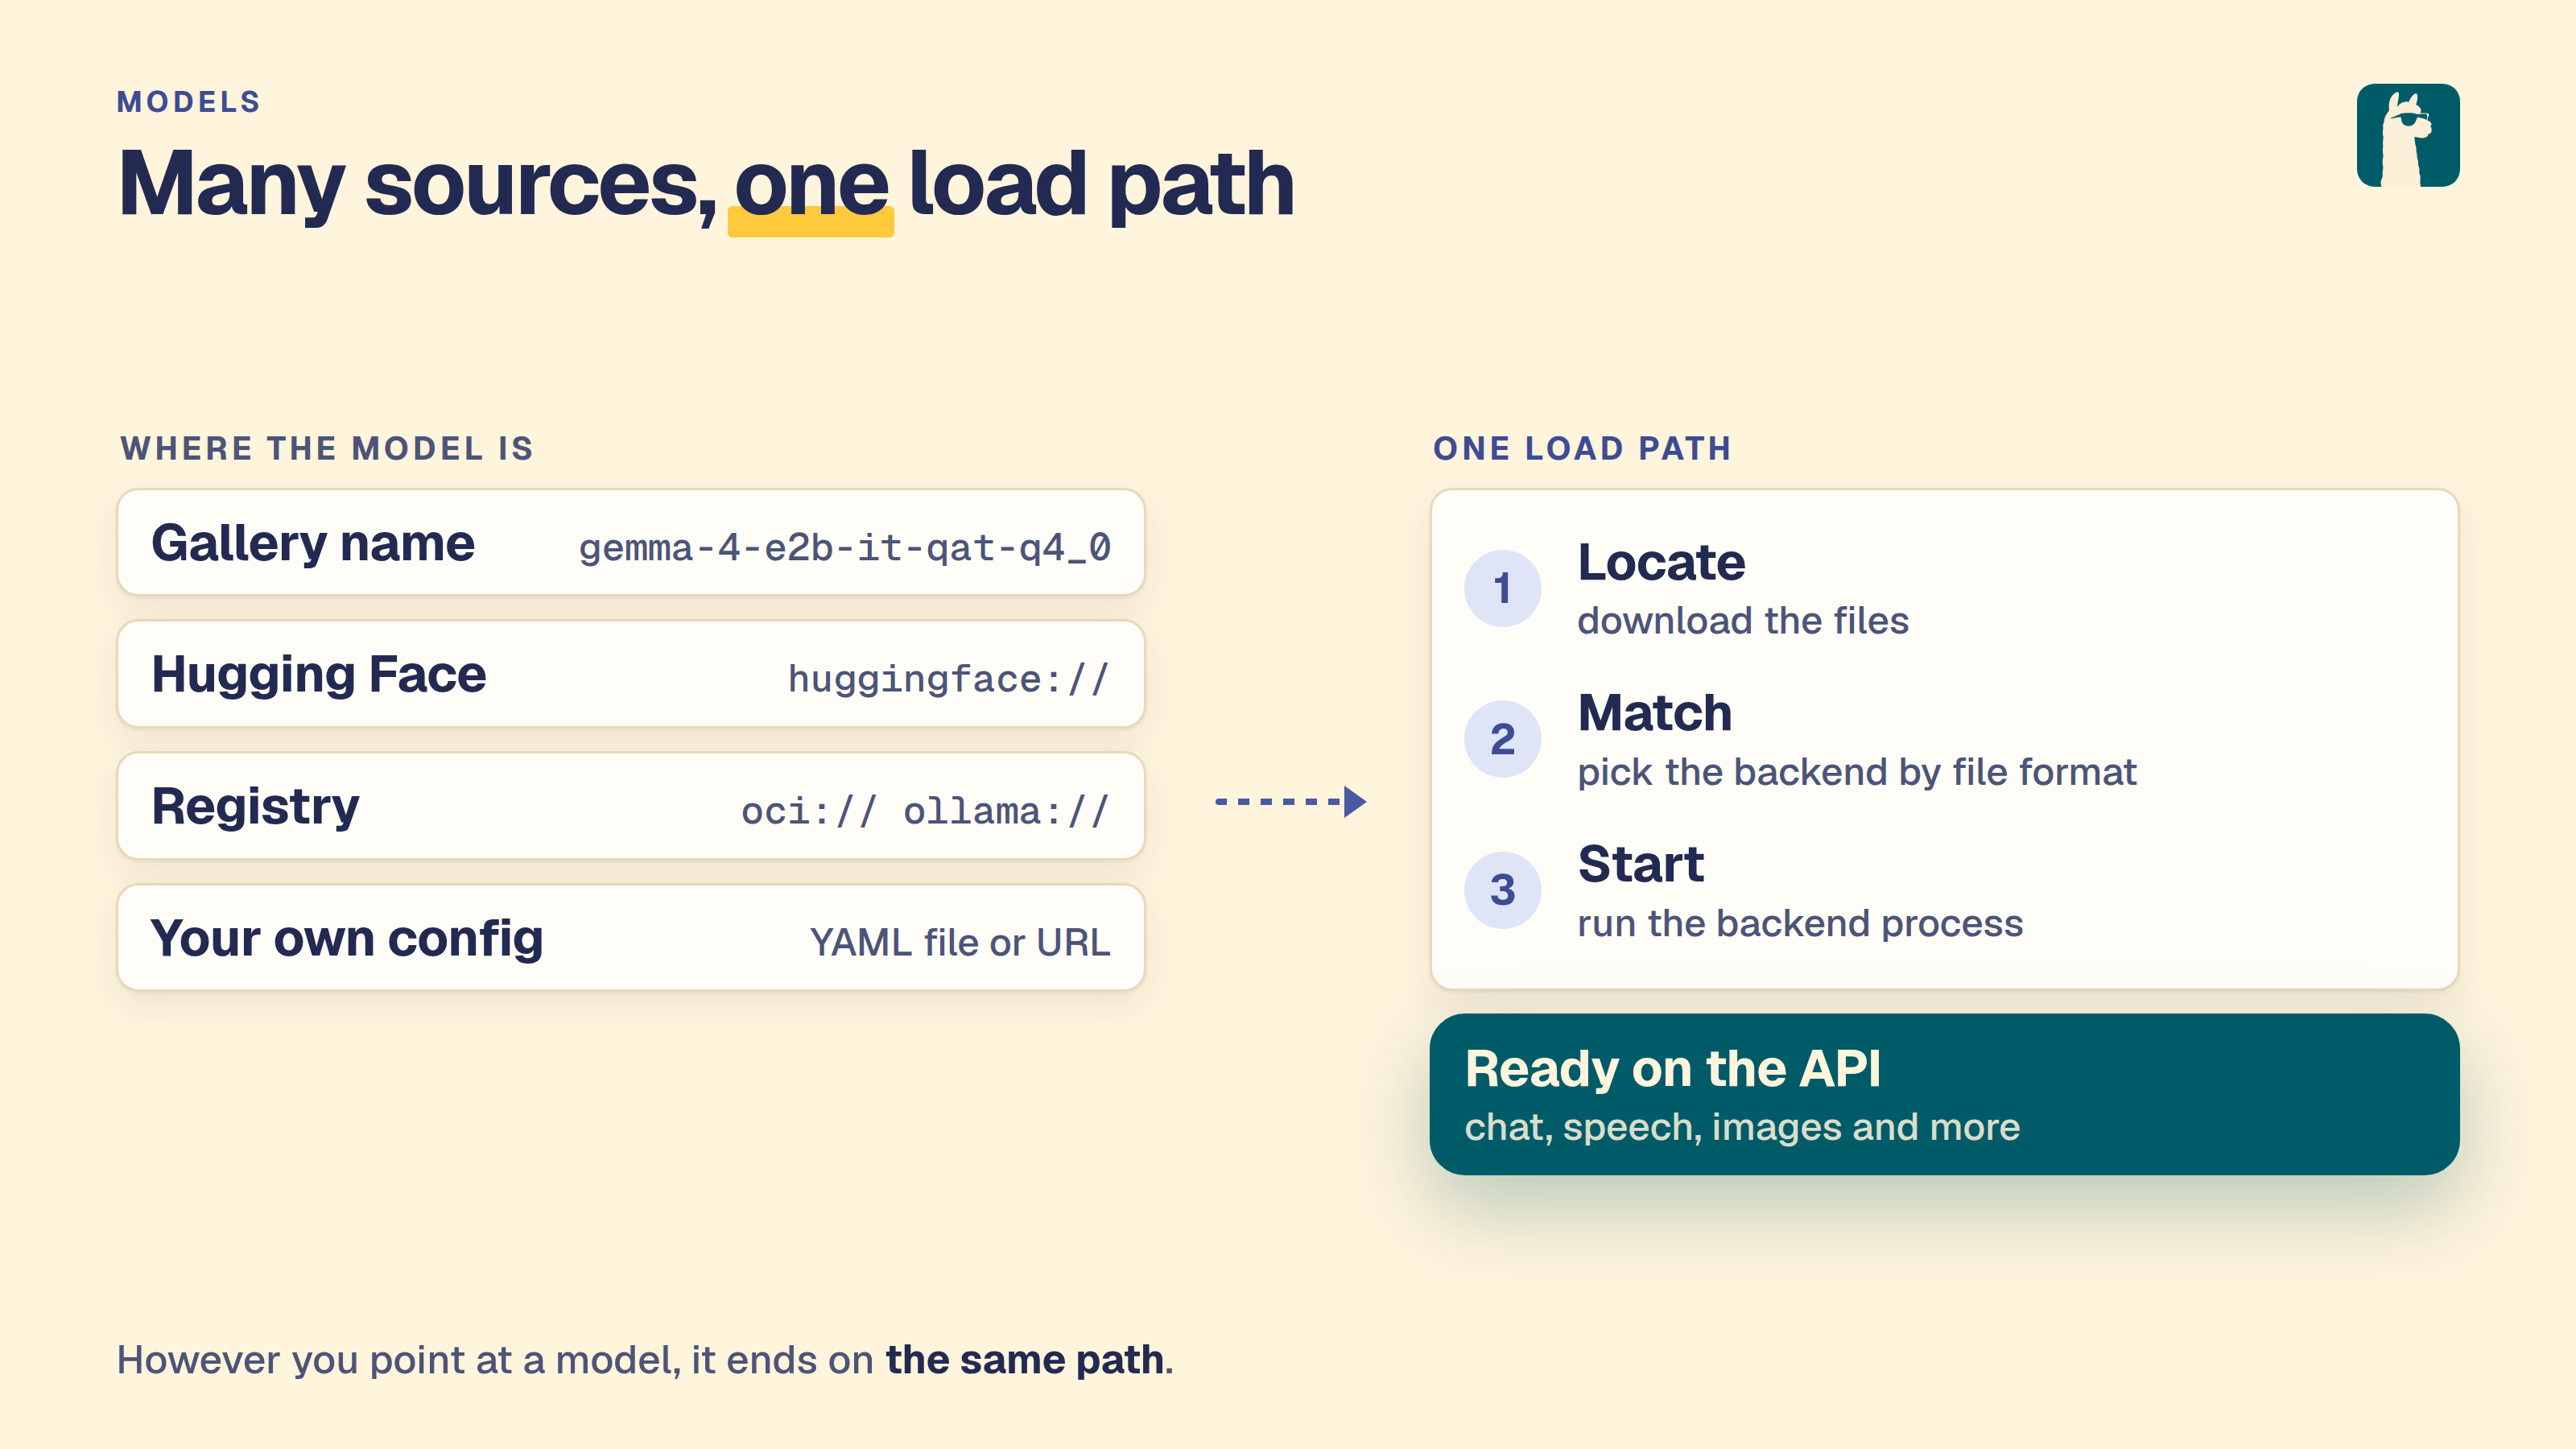 MODELS
Many sources, one load path
WHERE THE MODEL IS
Gallery name gemma-4-e2b-it-qat-q4_0
Hugging Face huggingface://
Registry oci:// ollama://
Your own config YAML file or URL
ONE LOAD PATH
1 Locate
download the files
2 Match
pick the backend by file format
3 Start
run the backend process
Ready on the API
chat, speech, images and more
However you point at a model, it ends on the same path.